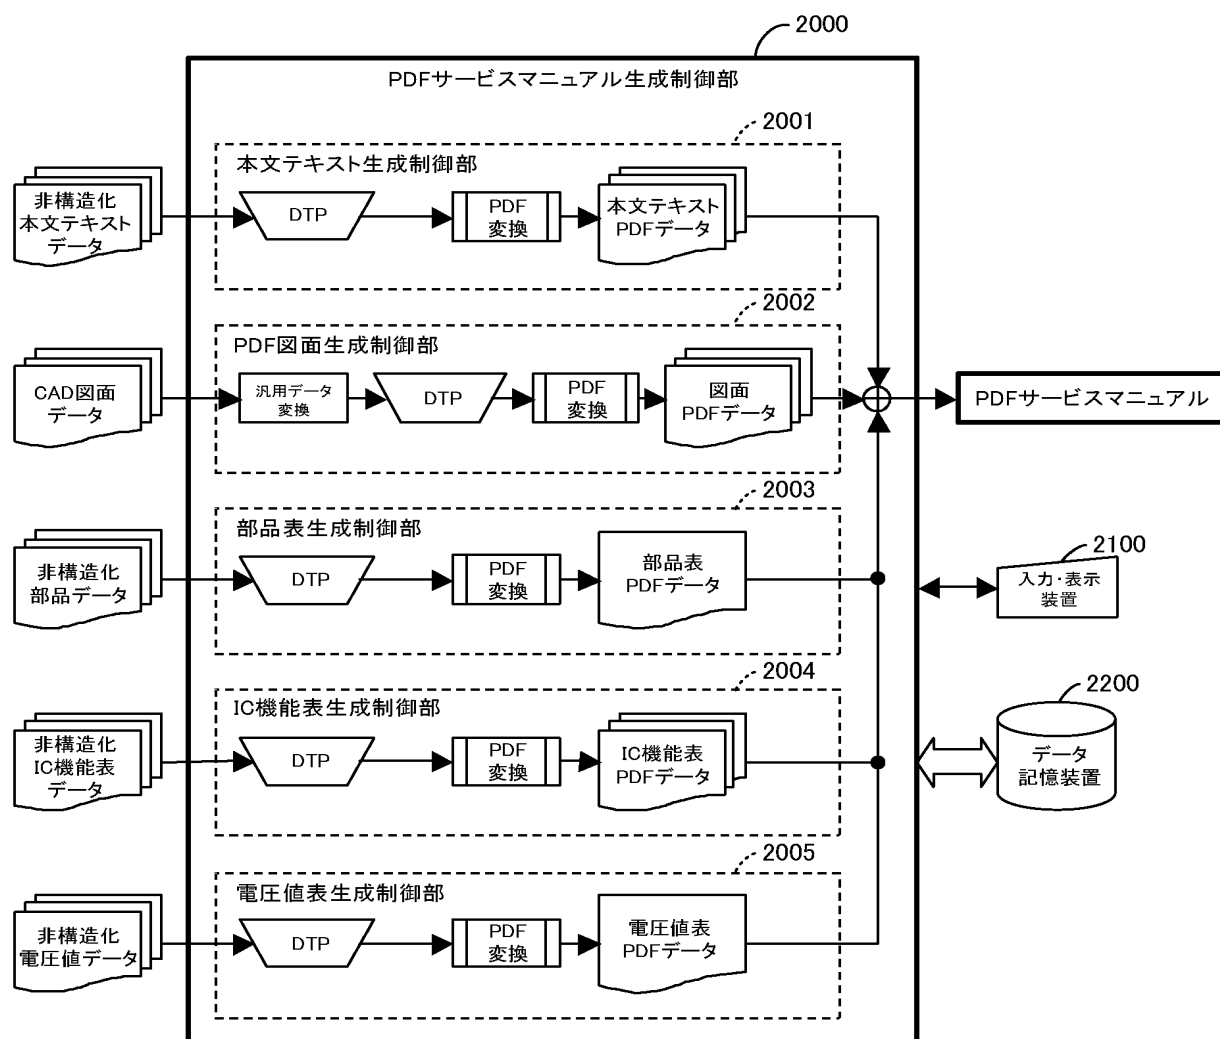 2000
PDFサービスマニュアル生成制御部
2001
本文テキスト生成制御部
非構造化
本文テキスト
データ
DTP
PDF
変換
本文テキスト
PDFデータ
2002
PDF図面生成制御部
CAD図面
データ
汎用データ
変換
DTP
PDF
変換
図面
PDFデータ
PDFサービスマニュアル
2003
部品表生成制御部
非構造化
部品データ
DTP
PDF
変換
部品表
PDFデータ
2100
入力・表示
装置
2004
IC機能表生成制御部
非構造化
IC機能表
データ
DTP
PDF
変換
IC機能表
PDFデータ
2200
データ
記憶装置
2005
電圧値表生成制御部
非構造化
電圧値データ
DTP
PDF
変換
電圧値表
PDFデータ